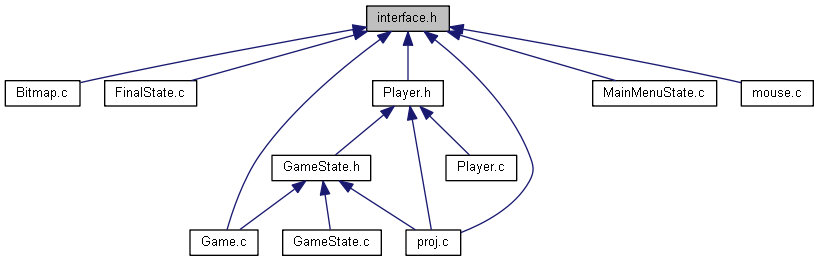 interface.h
Bitmap.c
FinalState.c
Player.h
MainMenuState.c
mouse.c
GameState.h
Player.c
Game.c
GameState.c
proj.c